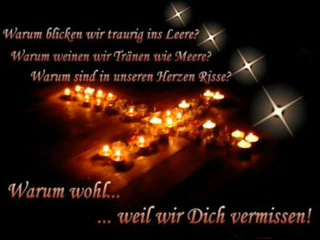 Warum blicken wir traurig ins Leere?
Warum weinen wir Tränen wie Meere?
Warum sind in unseren Herzen Risse?
Warum wohl...
... weil wir Dich vermissen!